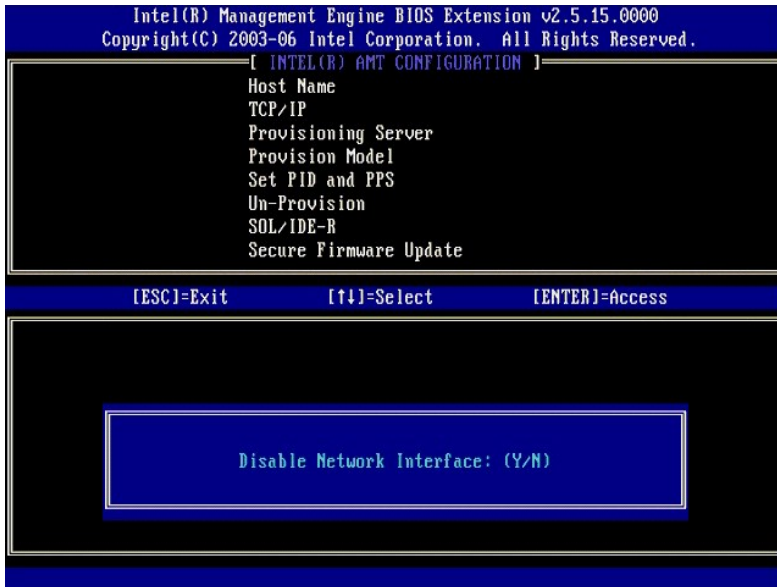 Intel(R) Management Engine BIOS Extension v2.5.15.0000
Copyright(C) 2003-06 Intel Corporation. All Rights Reserved.
[ INTEL(R) AMT CONFIGURATION ]
Host Name
TCP/IP
Provisioning Server
Provision Model
Set PID and PPS
Un-Provision
SOL/IDE-R
Secure Firmware Update
[ESC]=Exit [↑↓]=Select [ENTER]=Access
Disable Network Interface: (Y/N)